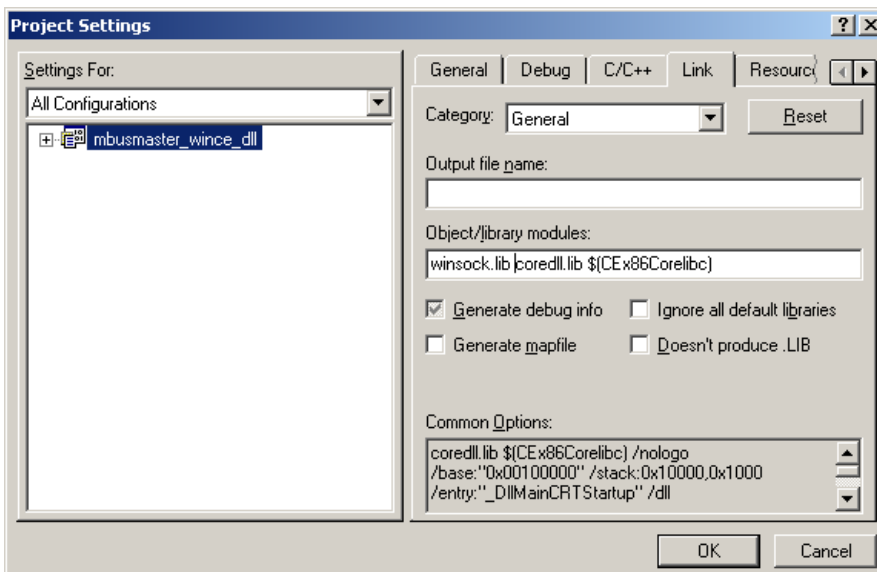 Project Settings
Settings For:
All Configurations
mbusmaster_wince_dll
General Debug C/C++ Link Resourc
Category: General Reset
Output file name:
Object/library modules:
winsock.lib coredll.lib $(CEx86Corelibc)
Generate debug info Ignore all default libraries
Generate mapfile Doesn't produce .LIB
Common Options:
coredll.lib $(CEx86Corelibc) /nologo
/base:"0x00100000" /stack:0x10000,0x1000
/entry:"_DllMainCRTStartup" /dll
OK Cancel